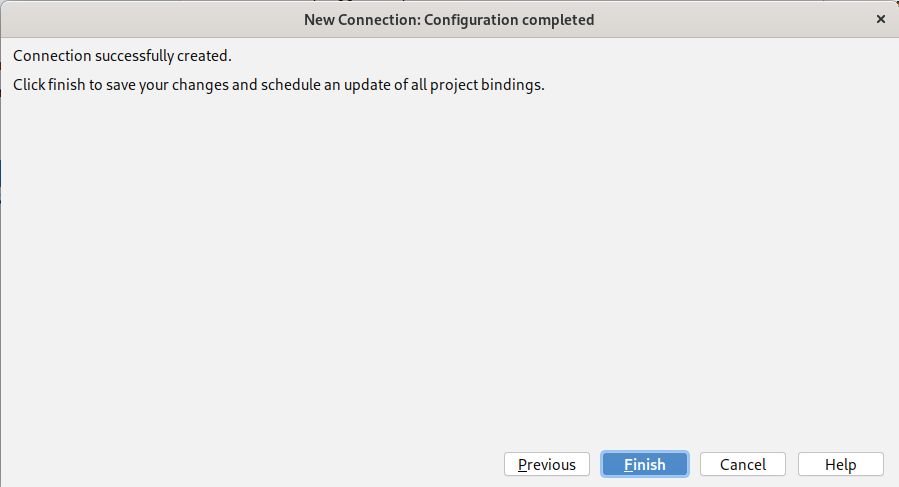 New Connection: Configuration completed
×
Connection successfully created.
Click finish to save your changes and schedule an update of all project bindings.
Previous
Finish
Cancel
Help